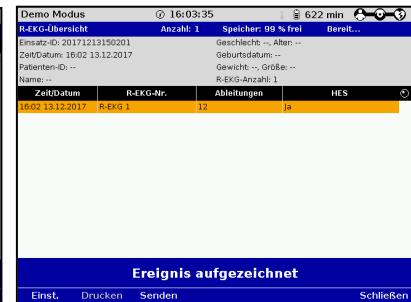 Demo Modus 16:03:35 622 min
R-EKG-Übersicht Anzahl: 1 Speicher: 99 % frei Bereit...
Einsatz-ID: 20171213150201 Geschlecht: --, Alter: --
Zeit/Datum: 16:02 13.12.2017 Geburtsdatum: --
Patienten-ID: -- Gewicht: --, Größe: --
Name: -- R-EKG-Anzahl: 1
Zeit/Datum R-EKG-Nr. Ableitungen HES
16:02 13.12.2017 R-EKG 1 12 Ja
Ereignis aufgezeichnet
Einst. Drucken Senden Schließen